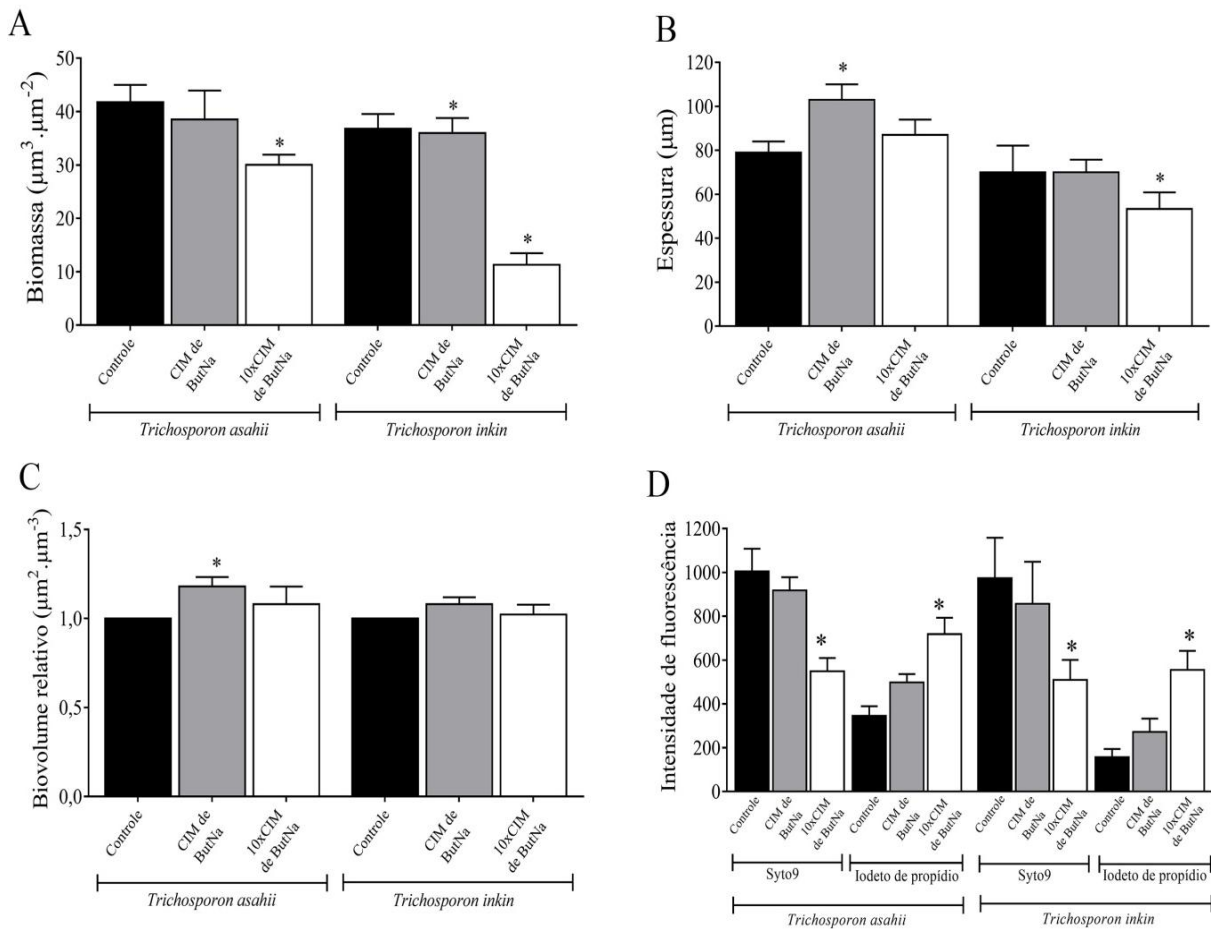 A
Biomassa (μm³.μm⁻²)
50
40
30
20
10
0
*
*
*
Controle
CIM de
ButNa
10xCIM
de ButNa
Controle
CIM de
ButNa
10xCIM
de ButNa
Trichosporon asahii
Trichosporon inkin
B
Espessura (μm)
120
100
80
60
40
20
0
*
*
Controle
CIM de
ButNa
10xCIM
de ButNa
Controle
CIM de
ButNa
10xCIM
de ButNa
Trichosporon asahii
Trichosporon inkin
C
Biovolume relativo (μm².μm⁻³)
1,5
1,0
0,5
0,0
*
Controle
CIM de
ButNa
10xCIM
de ButNa
Controle
CIM de
ButNa
10xCIM
de ButNa
Trichosporon asahii
Trichosporon inkin
D
Intensidade de fluorescência
1200
1000
800
600
400
200
0
*
*
*
*
Controle
CIM de
ButNa
10xCIM
de ButNa
Controle
CIM de
ButNa
10xCIM
de ButNa
Controle
CIM de
ButNa
10xCIM
de ButNa
Controle
CIM de
ButNa
10xCIM
de ButNa
Syto9
Iodeto de propídio
Syto9
Iodeto de propídio
Trichosporon asahii
Trichosporon inkin